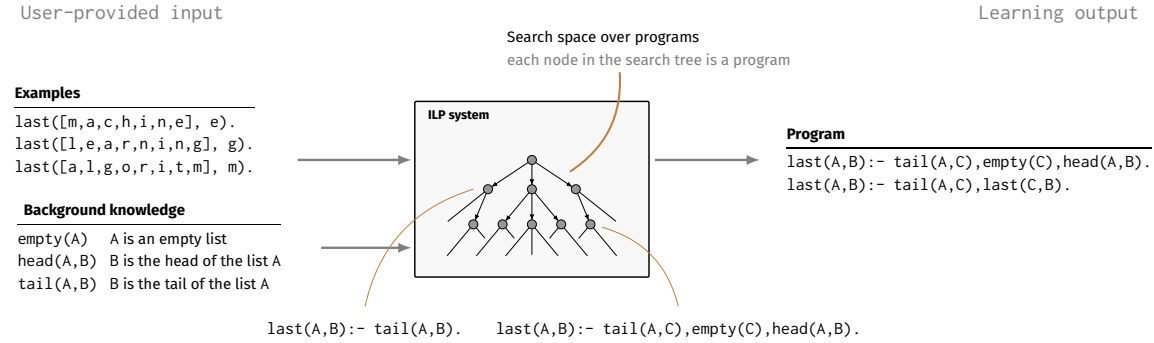 User-provided input
Learning output
Search space over programs
each node in the search tree is a program
Examples
last([m,a,c,h,i,n,e], e).
last([l,e,a,r,n,i,n,g], g).
last([a,l,g,o,r,i,t,m], m).
ILP system
Program
last(A,B):- tail(A,C),empty(C),head(A,B).
last(A,B):- tail(A,C),last(C,B).
Background knowledge
empty(A) A is an empty list
head(A,B) B is the head of the list A
tail(A,B) B is the tail of the list A
last(A,B):- tail(A,B).
last(A,B):- tail(A,C),empty(C),head(A,B).